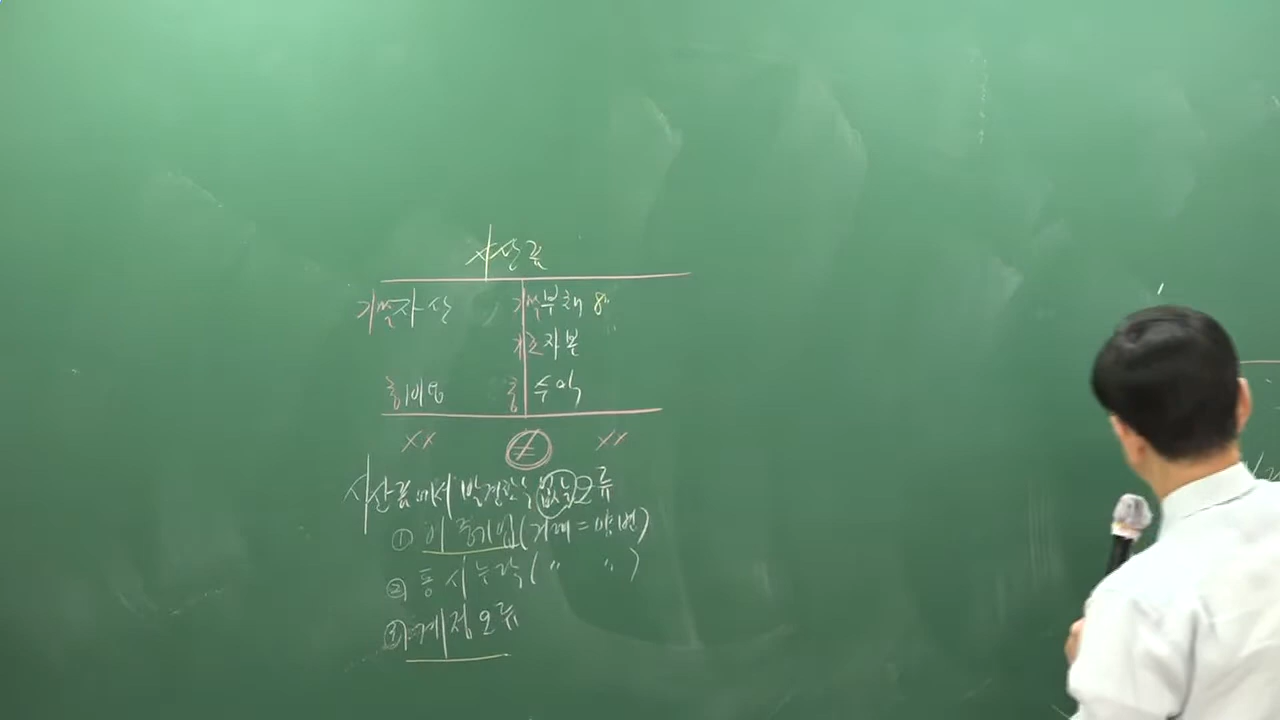 시산표
기말자산 기말부채
기초자본
총비용 총수익
×× ≠ ××
시산표에서 발견할 수 없는 오류
① 이중기입(거래=양변)
② 동시누락(〃 〃)
③ 계정오류